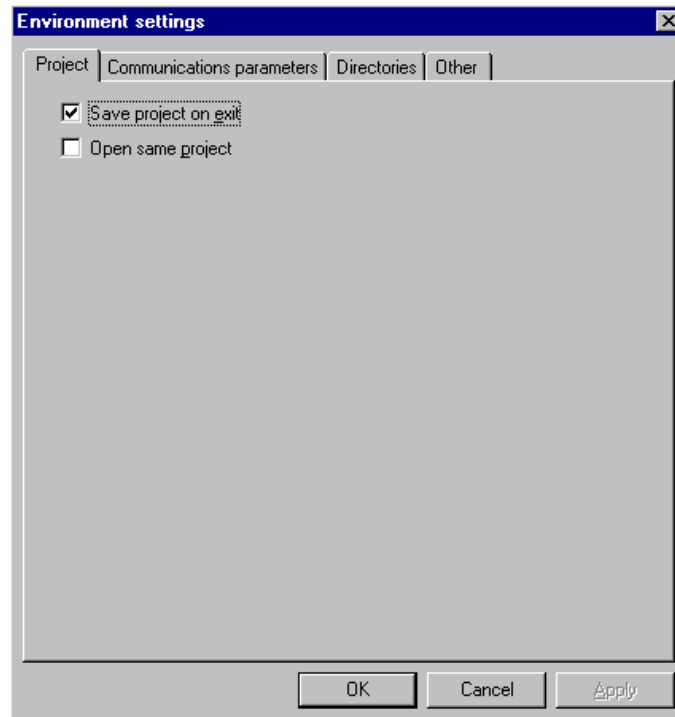 Environment settings
Project Communications parameters Directories Other
Save project on exit
Open same project
OK Cancel Apply